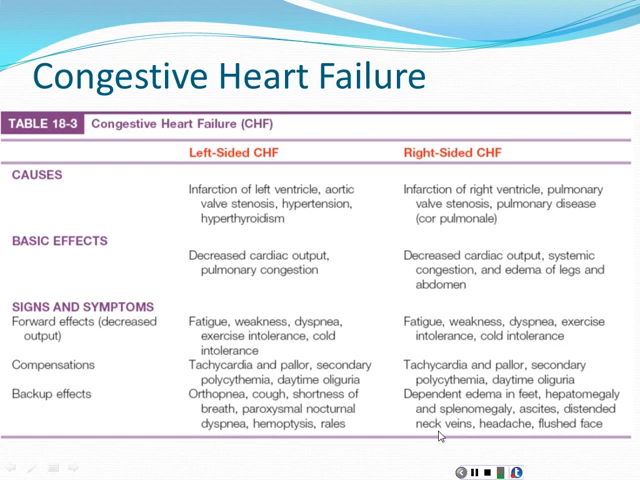 Congestive Heart Failure
TABLE 18-3 Congestive Heart Failure (CHF)
Left-Sided CHF Right-Sided CHF
CAUSES
Infarction of left ventricle, aortic
valve stenosis, hypertension,
hyperthyroidism
Infarction of right ventricle, pulmonary
valve stenosis, pulmonary disease
(cor pulmonale)
BASIC EFFECTS
Decreased cardiac output,
pulmonary congestion
Decreased cardiac output, systemic
congestion, and edema of legs and
abdomen
SIGNS AND SYMPTOMS
Forward effects (decreased
output)
Fatigue, weakness, dyspnea,
exercise intolerance, cold
intolerance
Fatigue, weakness, dyspnea, exercise
intolerance, cold intolerance
Compensations
Tachycardia and pallor, secondary
polycythemia, daytime oliguria
Tachycardia and pallor, secondary
polycythemia, daytime oliguria
Backup effects
Orthopnea, cough, shortness of
breath, paroxysmal nocturnal
dyspnea, hemoptysis, rales
Dependent edema in feet, hepatomegaly
and splenomegaly, ascites, distended
neck veins, headache, flushed face